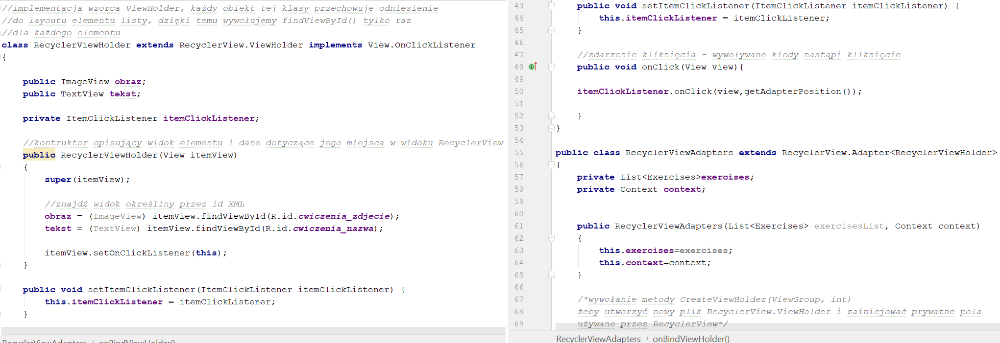 //implementacja wzorca ViewHolder, każdy obiekt tej klasy przechowuje odniesienie
//do layoutu elementu listy, dzięki temu wywołujemy findViewById() tylko raz
//dla każdego elementu
class RecyclerViewHolder extends RecyclerView.ViewHolder implements View.OnClickListener
{
public ImageView obraz;
public TextView tekst;
private ItemClickListener itemClickListener;
//kontruktor opisujący widok elementu i dane dotyczące jego miejsca w widoku RecyclerView
public RecyclerViewHolder(View itemView)
{
super(itemView);
//znajdź widok określiny przez id XML
obraz = (ImageView) itemView.findViewById(R.id.cwiczenia_zdjecie);
tekst = (TextView) itemView.findViewById(R.id.cwiczenia_nazwa);
itemView.setOnClickListener(this);
}
public void setItemClickListener(ItemClickListener itemClickListener) {
this.itemClickListener = itemClickListener;
}
RecyclerViewAdapters › onBindViewHolder()
43 public void setItemClickListener(ItemClickListener itemClickListener) {
44 this.itemClickListener = itemClickListener;
45 }
46
47 //zdarzenie kliknięcia - wywoływane kiedy nastąpi kliknięcie
48 public void onClick(View view){
49
50 itemClickListener.onClick(view,getAdapterPosition());
51
52 }
53 }
54
55 public class RecyclerViewAdapters extends RecyclerView.Adapter<RecyclerViewHolder>
56 {
57 private List<Exercises>exercises;
58 private Context context;
59
60
61 public RecyclerViewAdapters(List<Exercises> exercisesList, Context context)
62 {
63 this.exercises=exercises;
64 this.context=context;
65 }
66
67 /*wywołanie metody CreateViewHolder(ViewGroup, int)
68 żeby utworzyć nowy plik RecyclerView.ViewHolder i zainicjować prywatne pola
69 używane przez RecyclerView*/
RecyclerViewAdapters › onBindViewHolder()